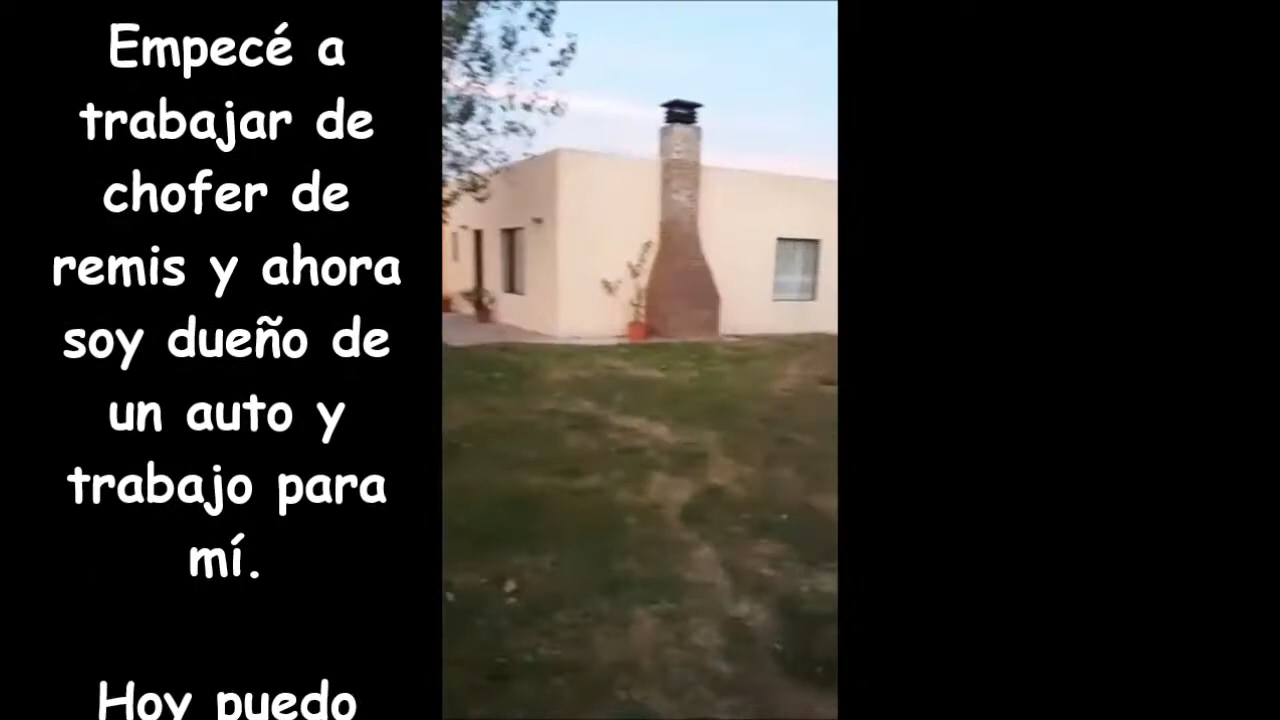 Empecé a
trabajar de
chofer de
remis y ahora
soy dueño de
un auto y
trabajo para
mí.
Hoy puedo